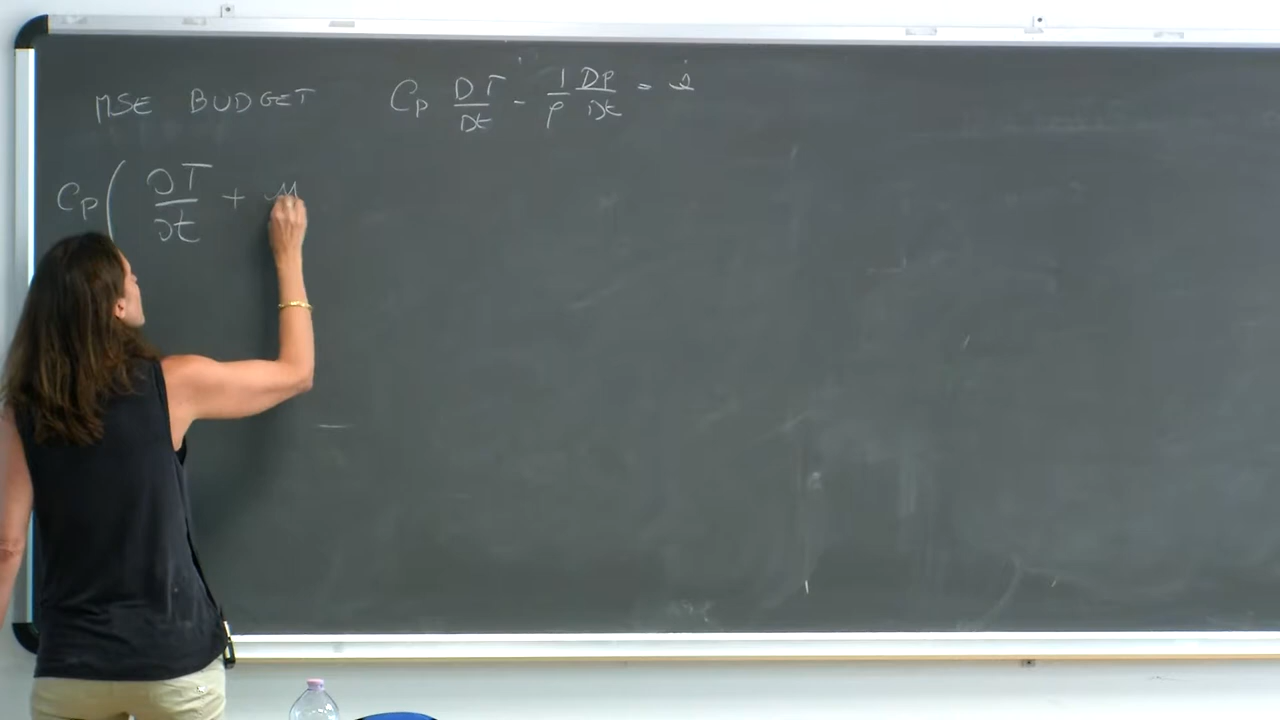 MSE BUDGET Cp DT/Dt - 1/ρ Dp/Dt = q̇
Cp( ∂T/∂t + u